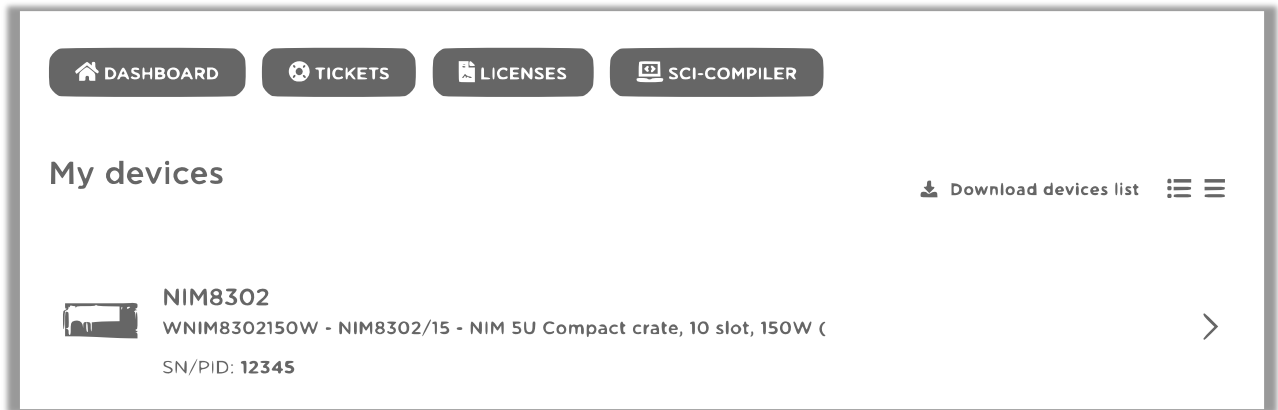 DASHBOARD TICKETS LICENSES SCI-COMPILER
My devices
Download devices list
NIM8302
WNIM8302150W - NIM8302/15 - NIM 5U Compact crate, 10 slot, 150W (
SN/PID: 12345